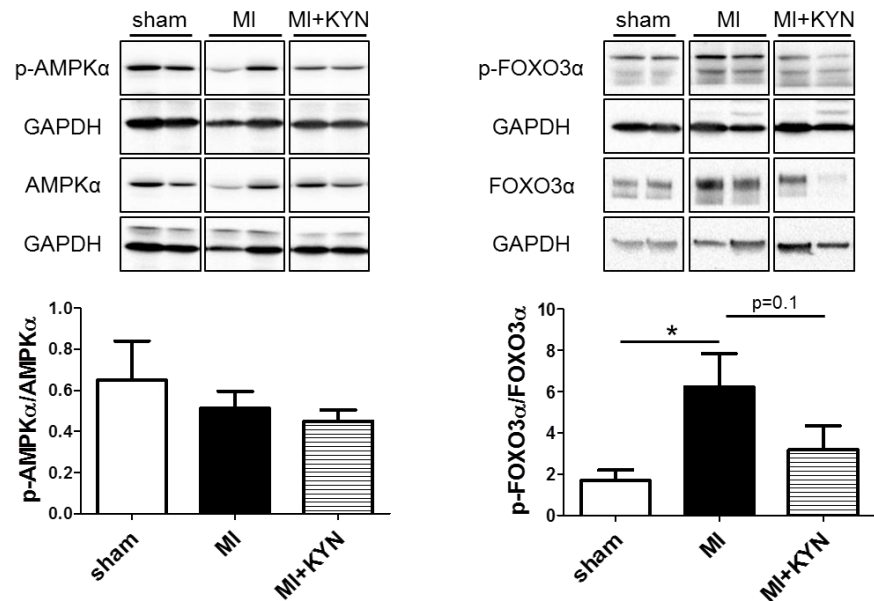 sham MI MI+KYN
p-AMPKα
GAPDH
AMPKα
GAPDH
p-AMPKα/AMPKα
1.0
0.8
0.6
0.4
0.2
0.0
sham MI MI+KYN
sham MI MI+KYN
p-FOXO3α
GAPDH
FOXO3α
GAPDH
p-FOXO3α/FOXO3α
10
8
6
4
2
0
p=0.1
*
sham MI MI+KYN